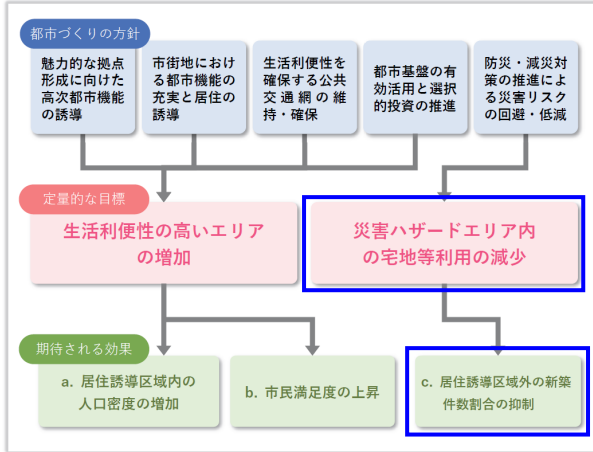 都市づくりの方針
魅力的な拠点
形成に向けた
高次都市機能
の誘導
市街地におけ
る都市機能の
充実と居住の
誘導
生活利便性を
確保する公共
交通網の維
持・確保
都市基盤の有
効活用と選択
的投資の推進
防災・減災対
策の推進によ
る災害リスク
の回避・低減
定量的な目標
生活利便性の高いエリア
の増加
災害ハザードエリア内
の宅地等利用の減少
期待される効果
a. 居住誘導区域内の
人口密度の増加
b. 市民満足度の上昇
c. 居住誘導区域外の新築
件数割合の抑制